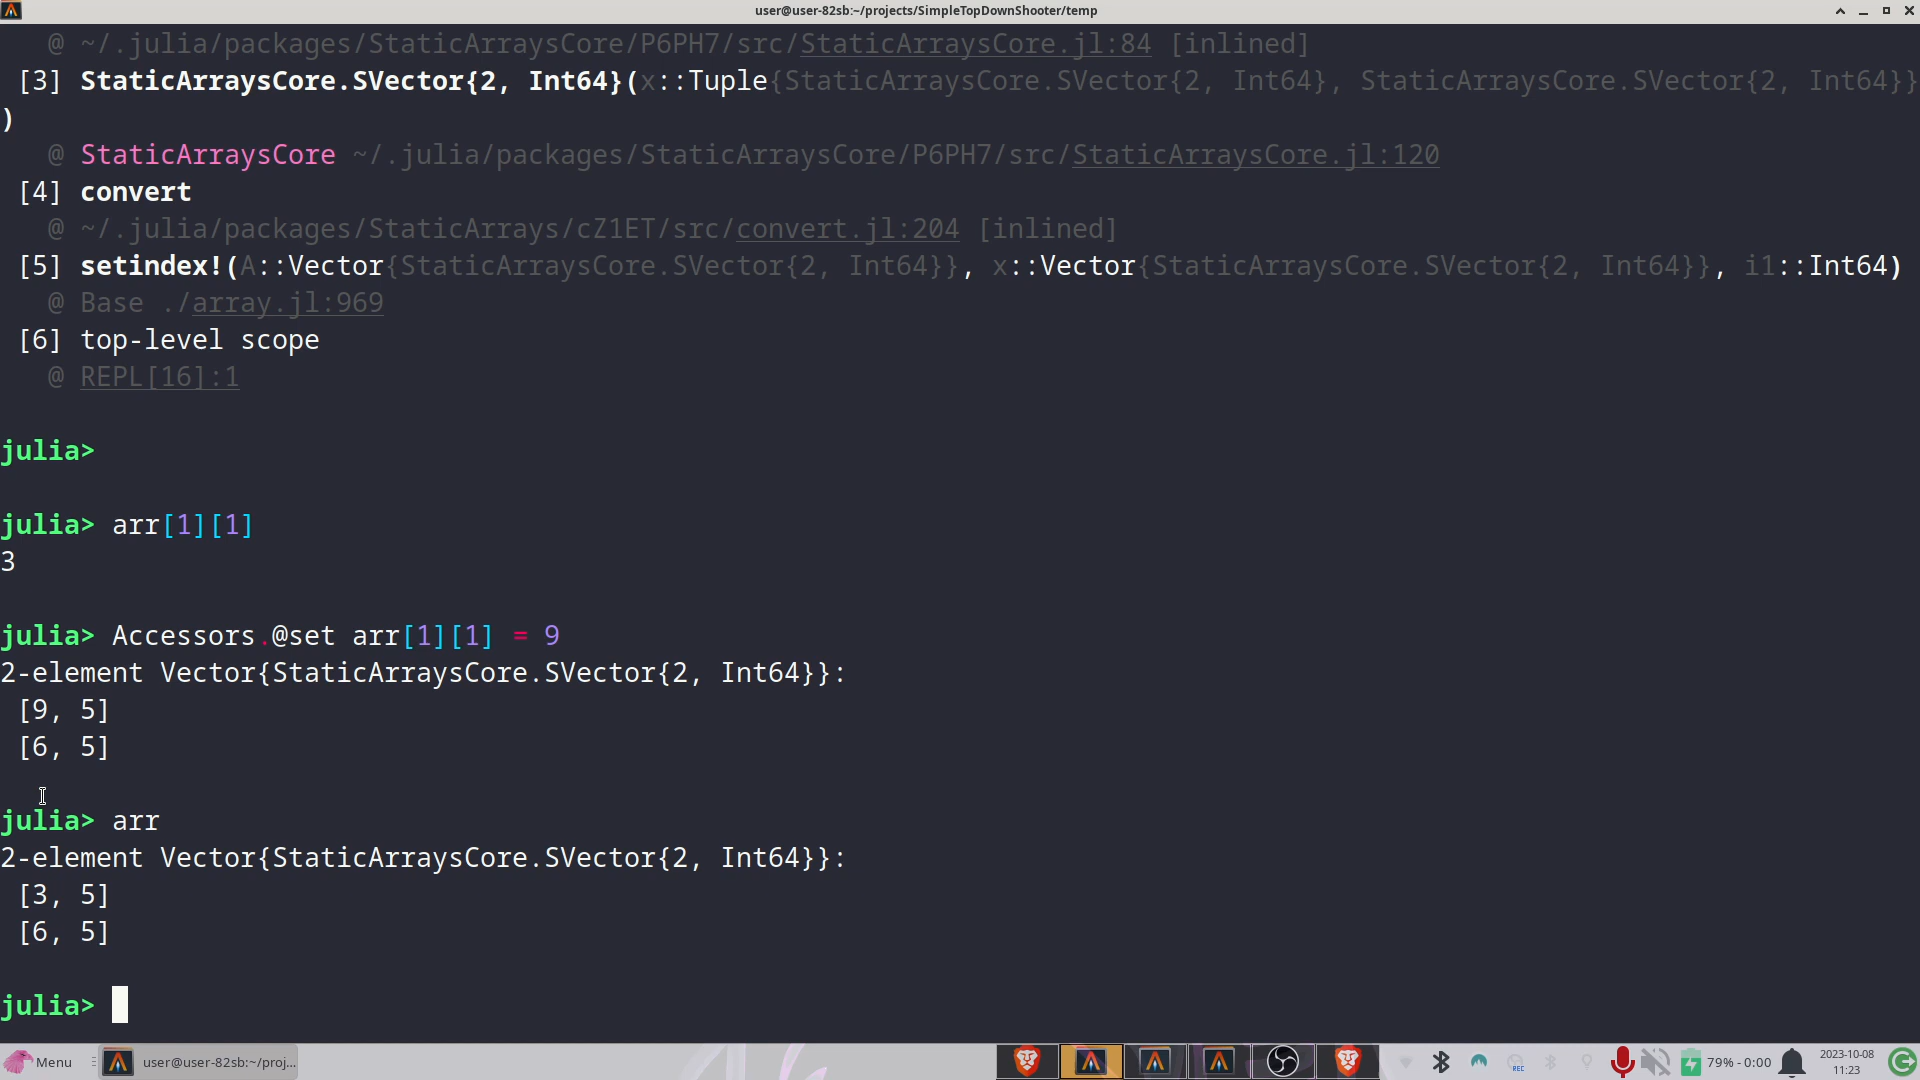 user@user-82sb:~/projects/SimpleTopDownShooter/temp
@ ~/.julia/packages/StaticArraysCore/P6PH7/src/StaticArraysCore.jl:84 [inlined]
[3] StaticArraysCore.SVector{2, Int64}(x::Tuple{StaticArraysCore.SVector{2, Int64}, StaticArraysCore.SVector{2, Int64}}
)
@ StaticArraysCore ~/.julia/packages/StaticArraysCore/P6PH7/src/StaticArraysCore.jl:120
[4] convert
@ ~/.julia/packages/StaticArrays/cZ1ET/src/convert.jl:204 [inlined]
[5] setindex!(A::Vector{StaticArraysCore.SVector{2, Int64}}, x::Vector{StaticArraysCore.SVector{2, Int64}}, i1::Int64)
@ Base ./array.jl:969
[6] top-level scope
@ REPL[16]:1
julia>
julia> arr[1][1]
3
julia> Accessors.@set arr[1][1] = 9
2-element Vector{StaticArraysCore.SVector{2, Int64}}:
[9, 5]
[6, 5]
julia> arr
2-element Vector{StaticArraysCore.SVector{2, Int64}}:
[3, 5]
[6, 5]
julia>
Menu
user@user-82sb:~/proj...
REC
79% - 0:00
2023-10-08
11:23